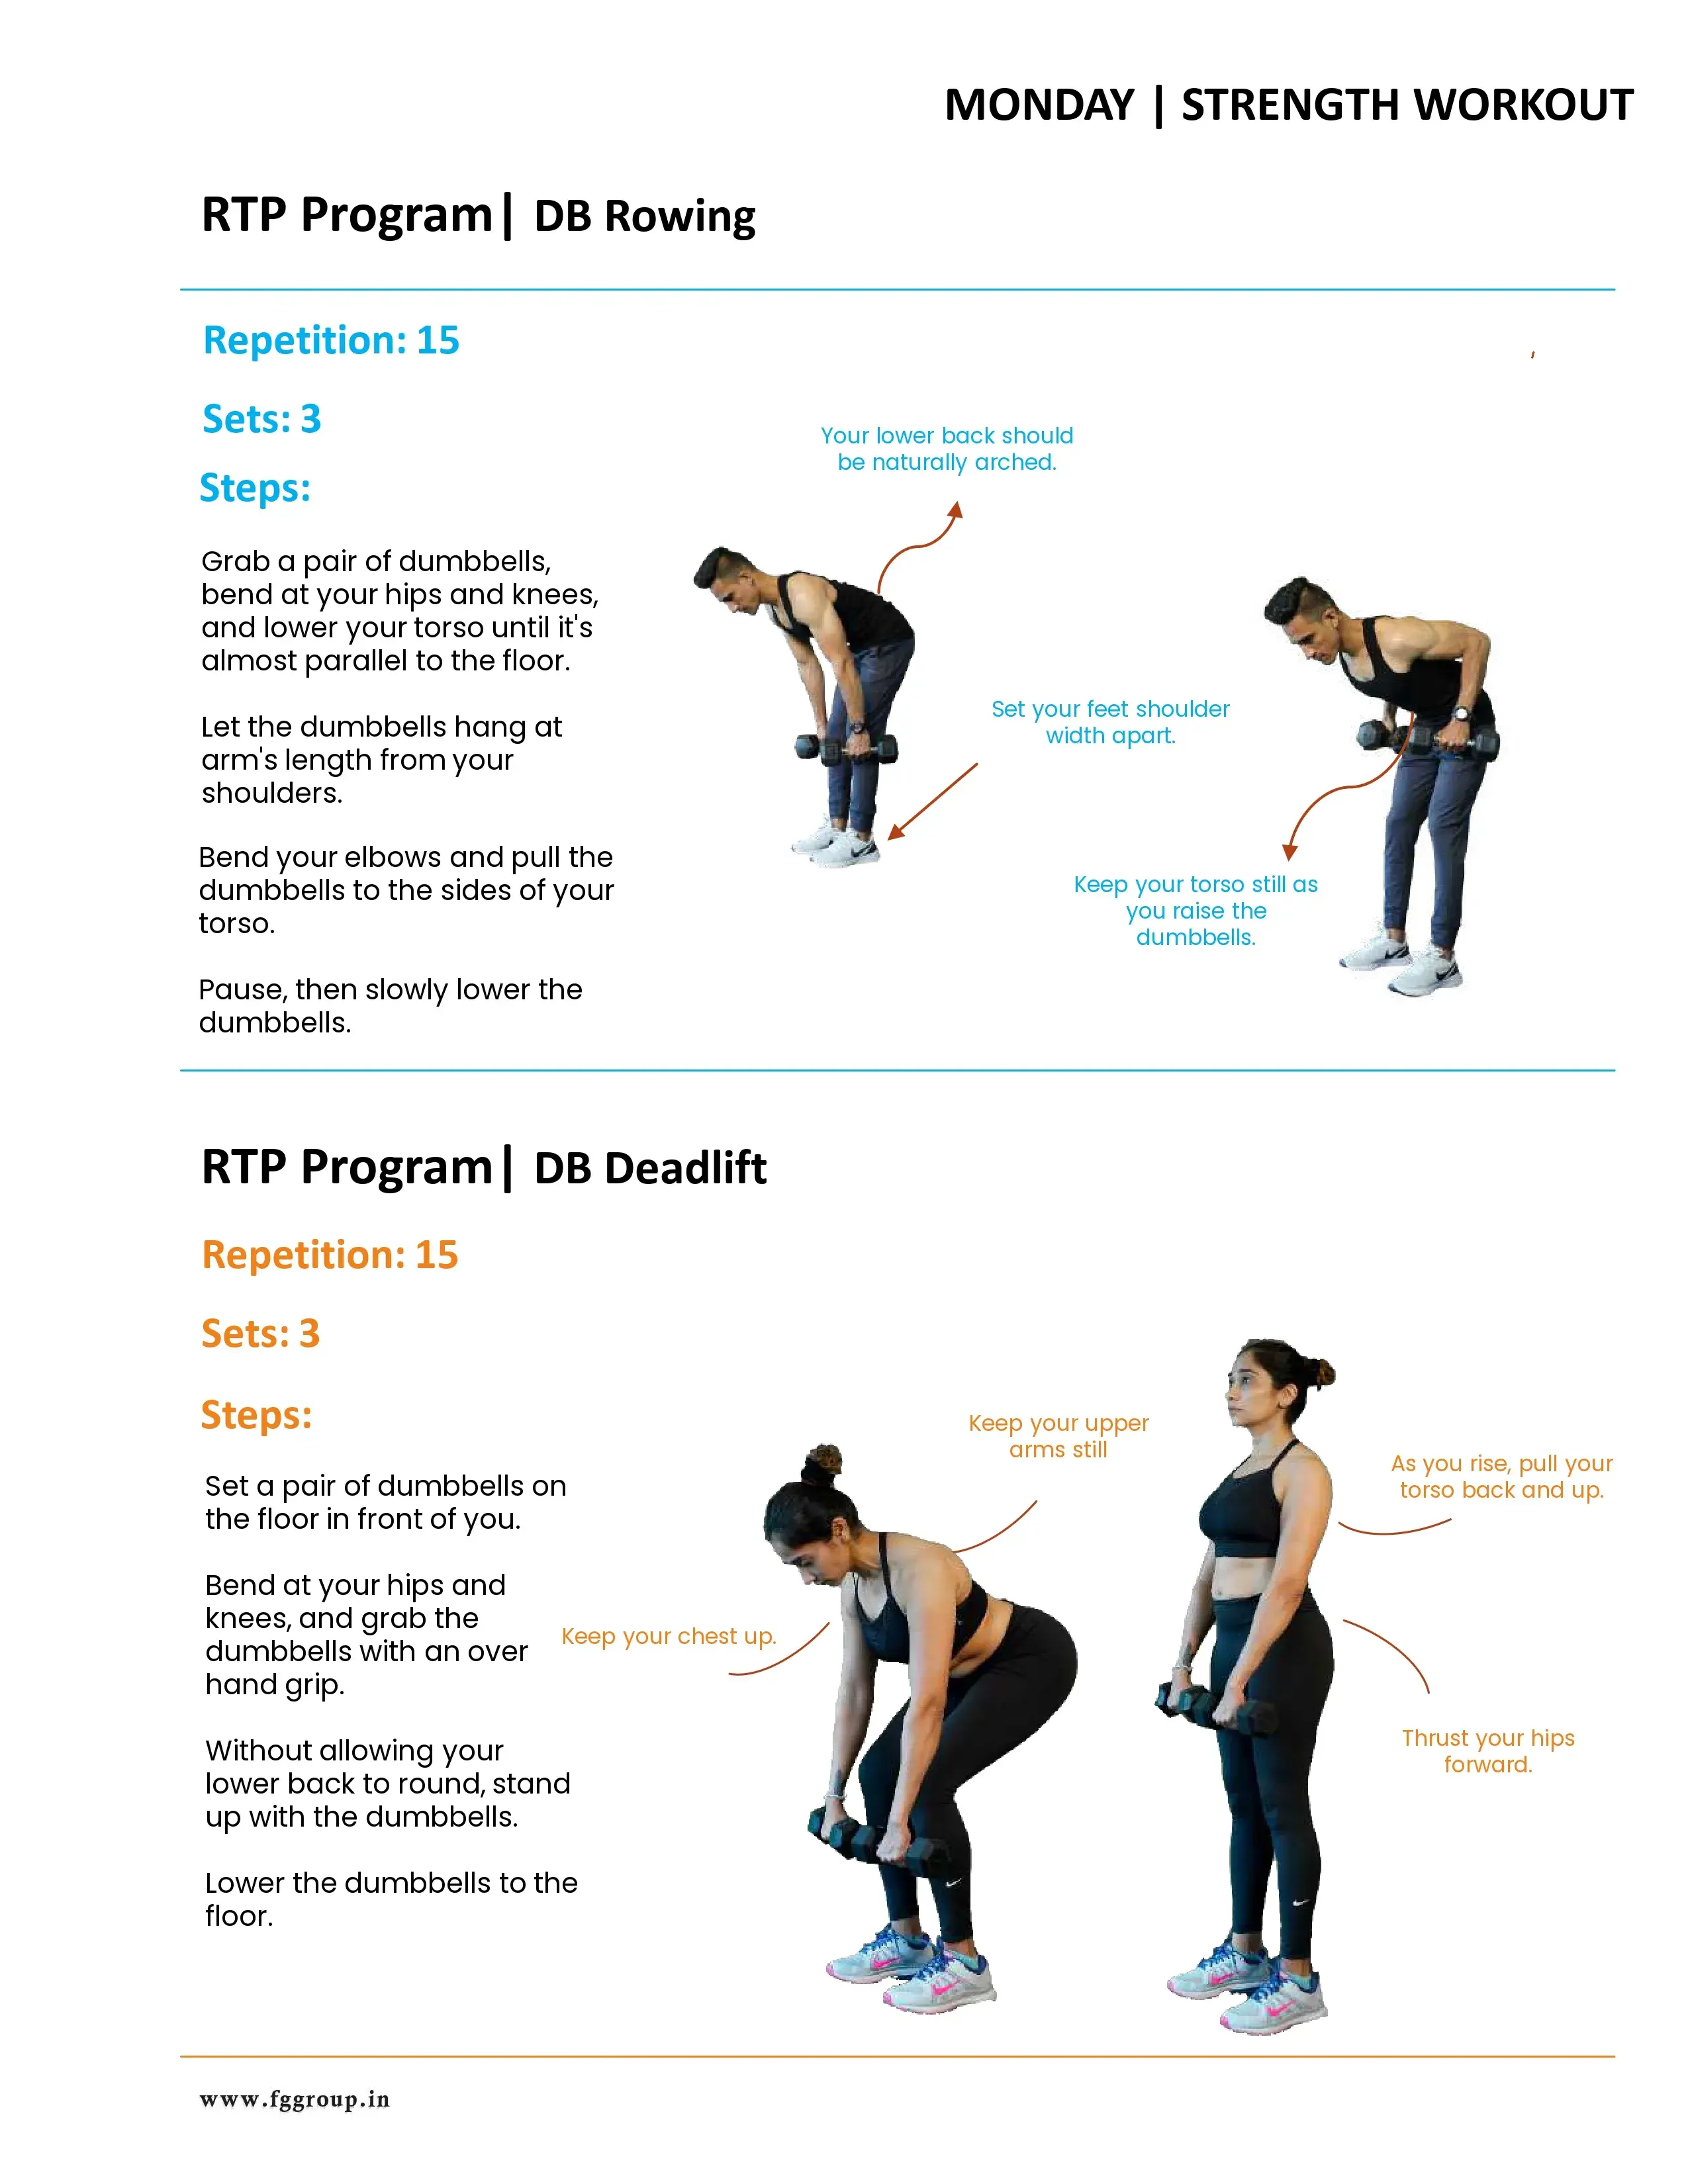 MONDAY | STRENGTH WORKOUT
RTP Program| DB Rowing
Repetition: 15
Sets: 3
Steps:
Grab a pair of dumbbells,
bend at your hips and knees,
and lower your torso until it's
almost parallel to the floor.
Let the dumbbells hang at
arm's length from your
shoulders.
Bend your elbows and pull the
dumbbells to the sides of your
torso.
Pause, then slowly lower the
dumbbells.
,
Your lower back should
be naturally arched.
Set your feet shoulder
width apart.
Keep your torso still as
you raise the
dumbbells.
RTP Program| DB Deadlift
Repetition: 15
Sets: 3
Steps:
Set a pair of dumbbells on
the floor in front of you.
Bend at your hips and
knees, and grab the
dumbbells with an over
hand grip.
Without allowing your
lower back to round, stand
up with the dumbbells.
Lower the dumbbells to the
floor.
Keep your upper
arms still
Keep your chest up.
As you rise, pull your
torso back and up.
Thrust your hips
forward.
www.fggroup.in